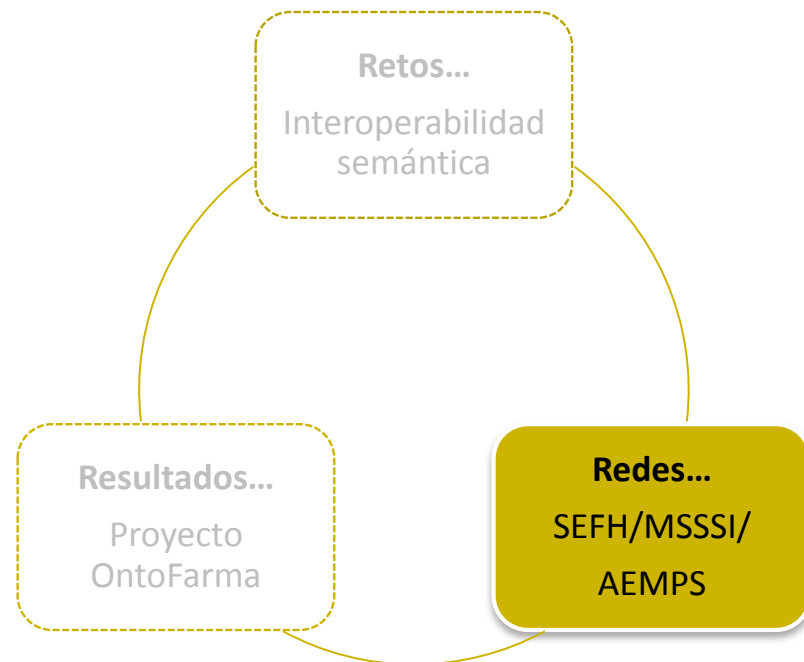 Retos...
Interoperabilidad
semántica
Resultados...
Proyecto
OntoFarma
Redes...
SEFH/MSSSI/
AEMPS